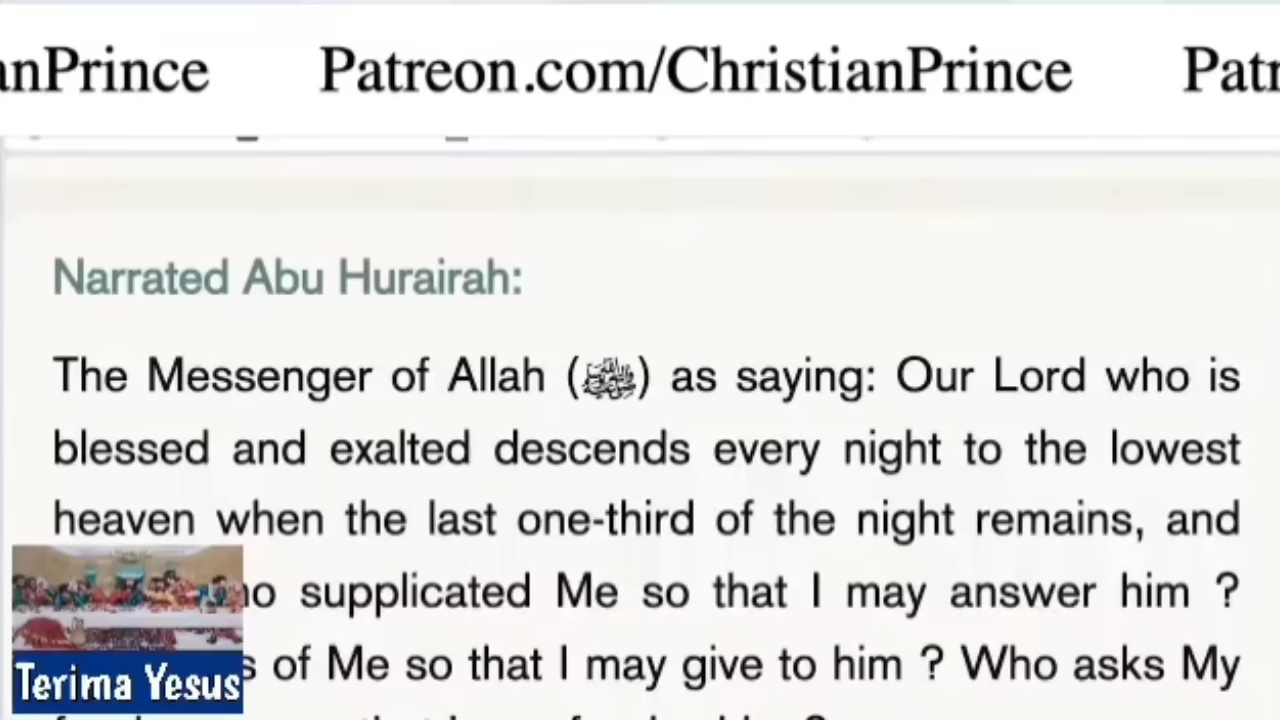 anPrince Patreon.com/ChristianPrince Patr
Narrated Abu Hurairah:
The Messenger of Allah (ﷺ) as saying: Our Lord who is
blessed and exalted descends every night to the lowest
heaven when the last one-third of the night remains, and
supplicated Me so that I may answer him ?
of Me so that I may give to him ? Who asks My
Terima Yesus